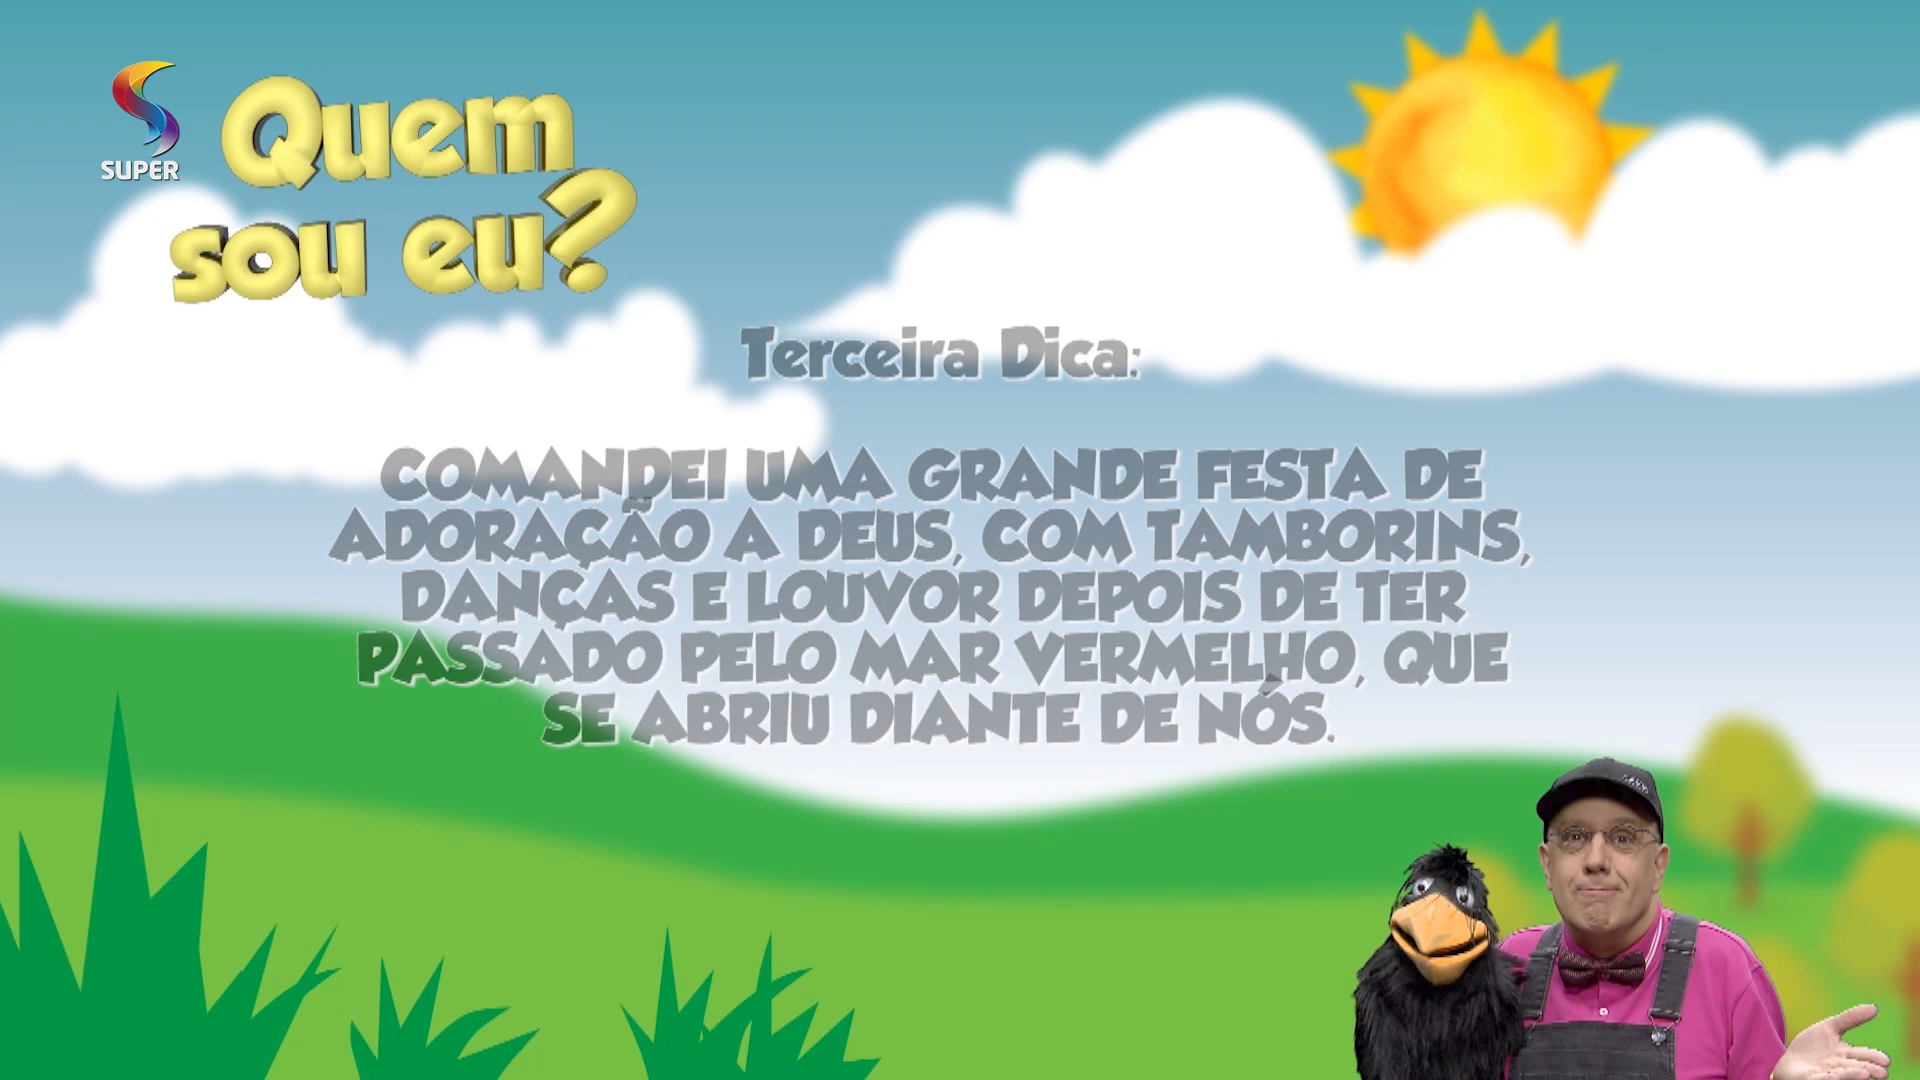 SUPER
Quem
sou eu?
Terceira Dica:
COMANDEI UMA GRANDE FESTA DE
ADORAÇÃO A DEUS, COM TAMBORINS,
DANÇAS E LOUVOR DEPOIS DE TER
PASSADO PELO MAR VERMELHO, QUE
SE ABRIU DIANTE DE NÓS.